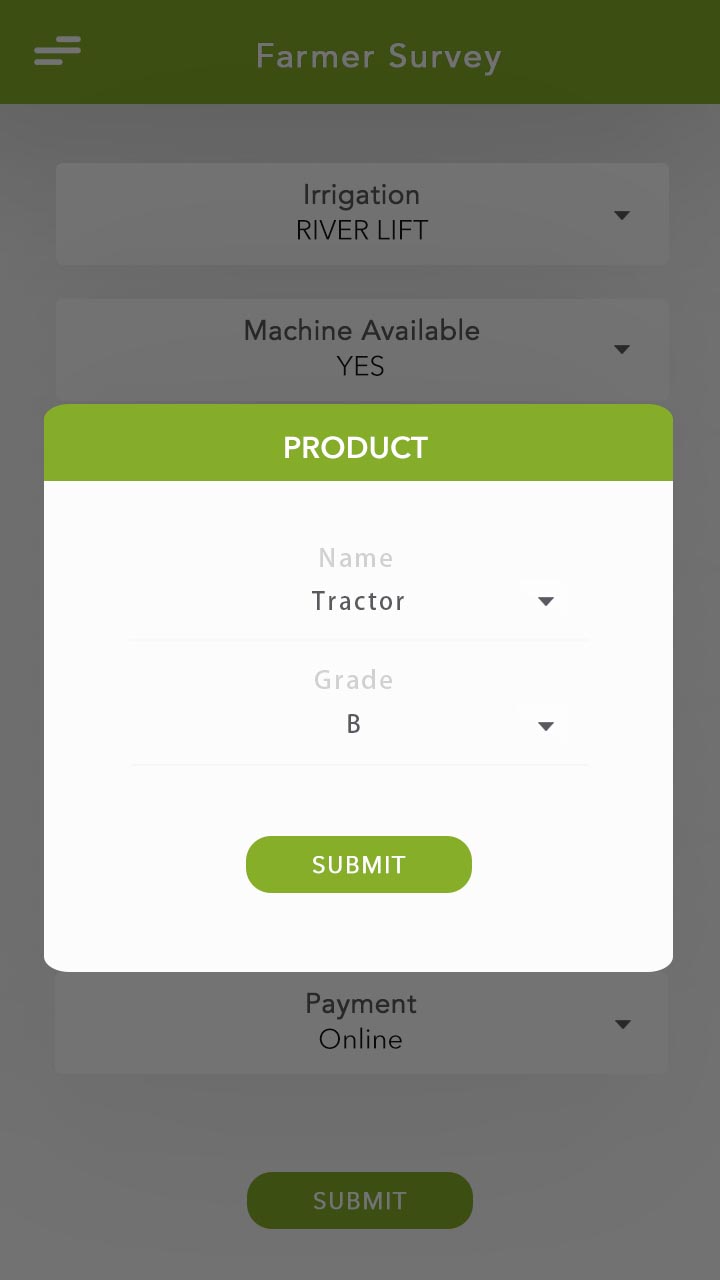 Farmer Survey
Irrigation
RIVER LIFT
Machine Available
YES
PRODUCT
Name
Tractor
Grade
B
SUBMIT
Payment
Online
SUBMIT